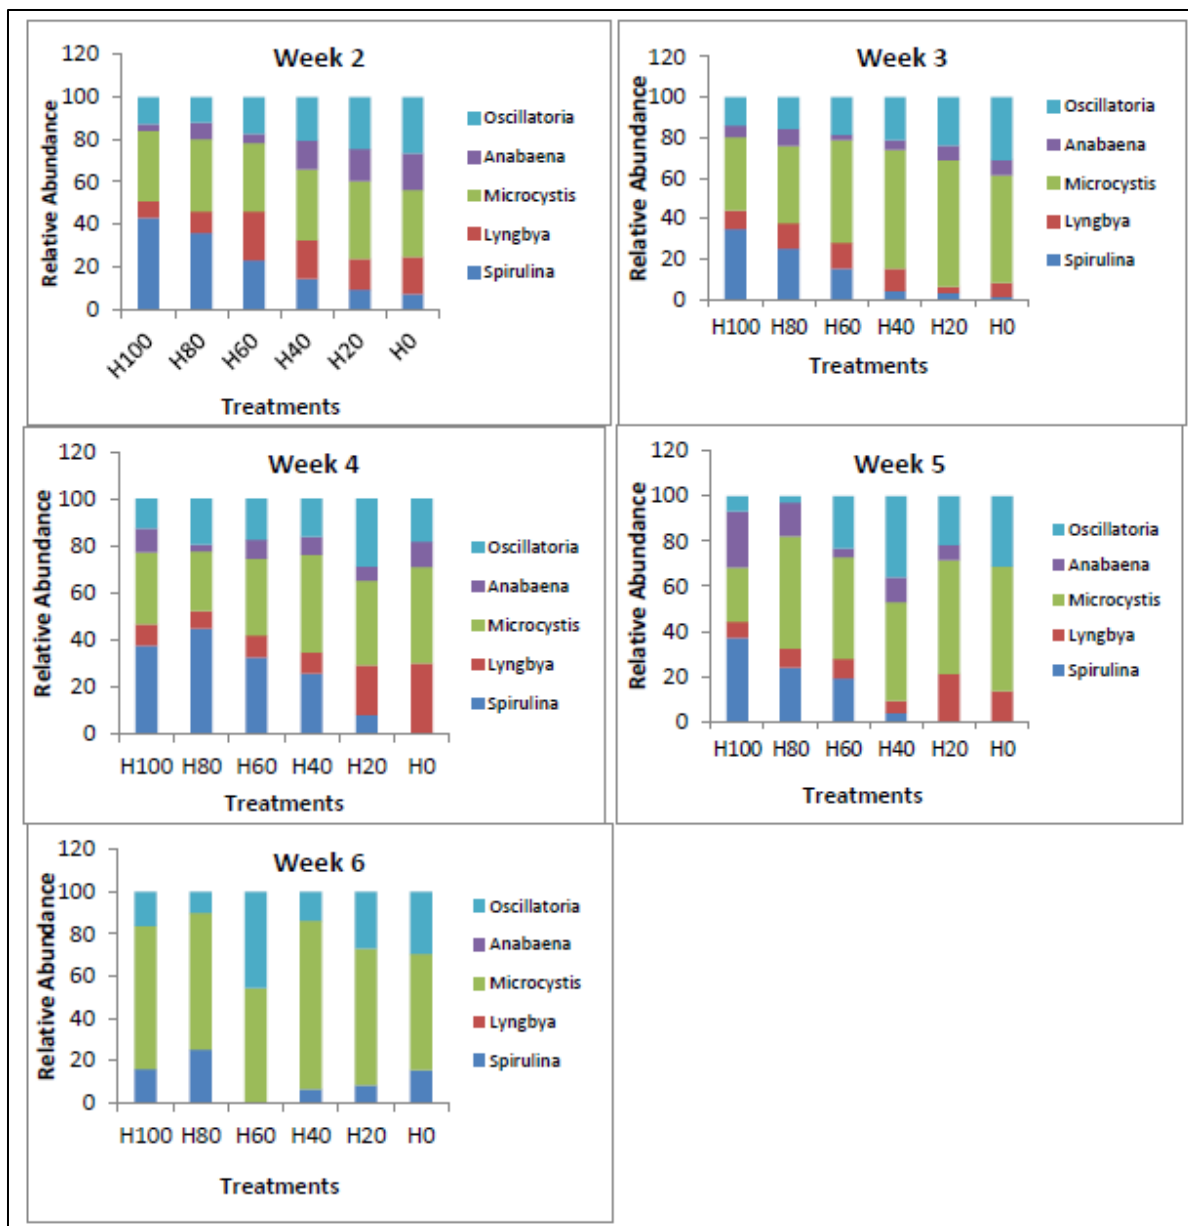 Week 2
120
100
80
60
40
20
0
Relative Abundance
Oscillatoria
Anabaena
Microcystis
Lyngbya
Spirulina
H100 H80 H60 H40 H20 H0
Treatments
Week 3
120
100
80
60
40
20
0
Relative Abundance
Oscillatoria
Anabaena
Microcystis
Lyngbya
Spirulina
H100 H80 H60 H40 H20 H0
Treatments
Week 4
120
100
80
60
40
20
0
Relative Abundance
Oscillatoria
Anabaena
Microcystis
Lyngbya
Spirulina
H100 H80 H60 H40 H20 H0
Treatments
Week 5
120
100
80
60
40
20
0
Relative Abundance
Oscillatoria
Anabaena
Microcystis
Lyngbya
Spirulina
H100 H80 H60 H40 H20 H0
Treatments
Week 6
120
100
80
60
40
20
0
Relative Abundance
Oscillatoria
Anabaena
Microcystis
Lyngbya
Spirulina
H100 H80 H60 H40 H20 H0
Treatments